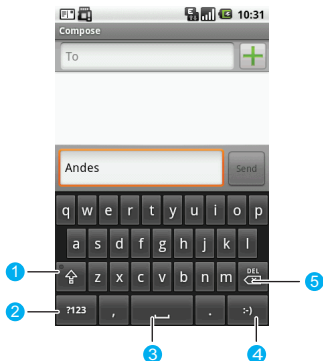 10:31
Compose
To
Andes
Send
q w e r t y u i o p
a s d f g h j k l
1 z x c v b n m DEL 5
2 ?123 , . :-)
3 4